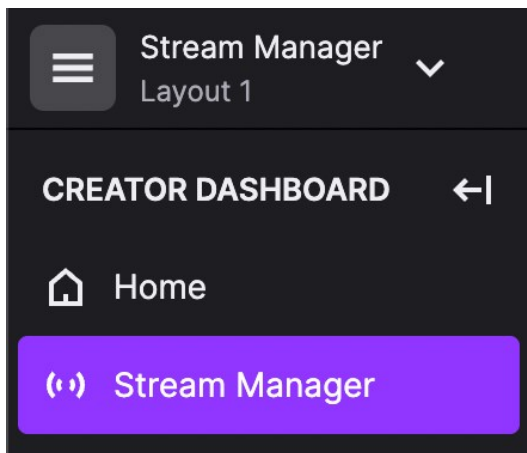 Stream Manager
Layout 1
CREATOR DASHBOARD
Home
Stream Manager